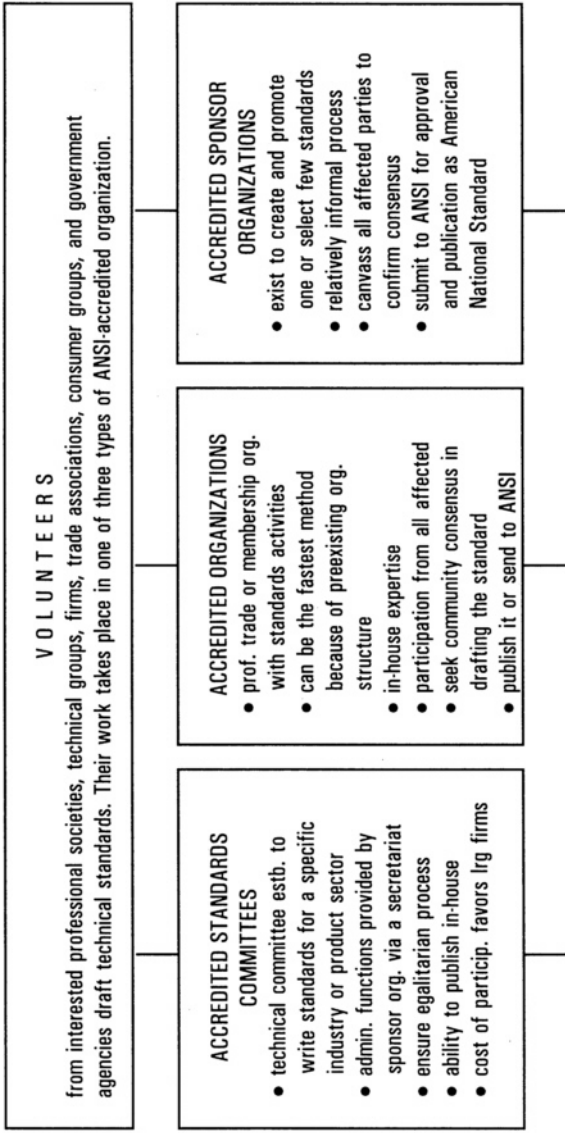 VOLUNTEERS
from interested professional societies, technical groups, firms, trade associations, consumer groups, and government
agencies draft technical standards. Their work takes place in one of three types of ANSI-accredited organization.
ACCREDITED STANDARDS
COMMITTEES
• technical committee estb. to
write standards for a specific
industry or product sector
• admin. functions provided by
sponsor org. via a secretariat
• ensure egalitarian process
• ability to publish in-house
• cost of particip. favors lrg firms
ACCREDITED ORGANIZATIONS
• prof. trade or membership org.
with standards activities
• can be the fastest method
because of preexisting org.
structure
• in-house expertise
• participation from all affected
• seek community consensus in
drafting the standard
• publish it or send to ANSI
ACCREDITED SPONSOR
ORGANIZATIONS
• exist to create and promote
one or select few standards
• relatively informal process
• canvass all affected parties to
confirm consensus
• submit to ANSI for approval
and publication as American
National Standard